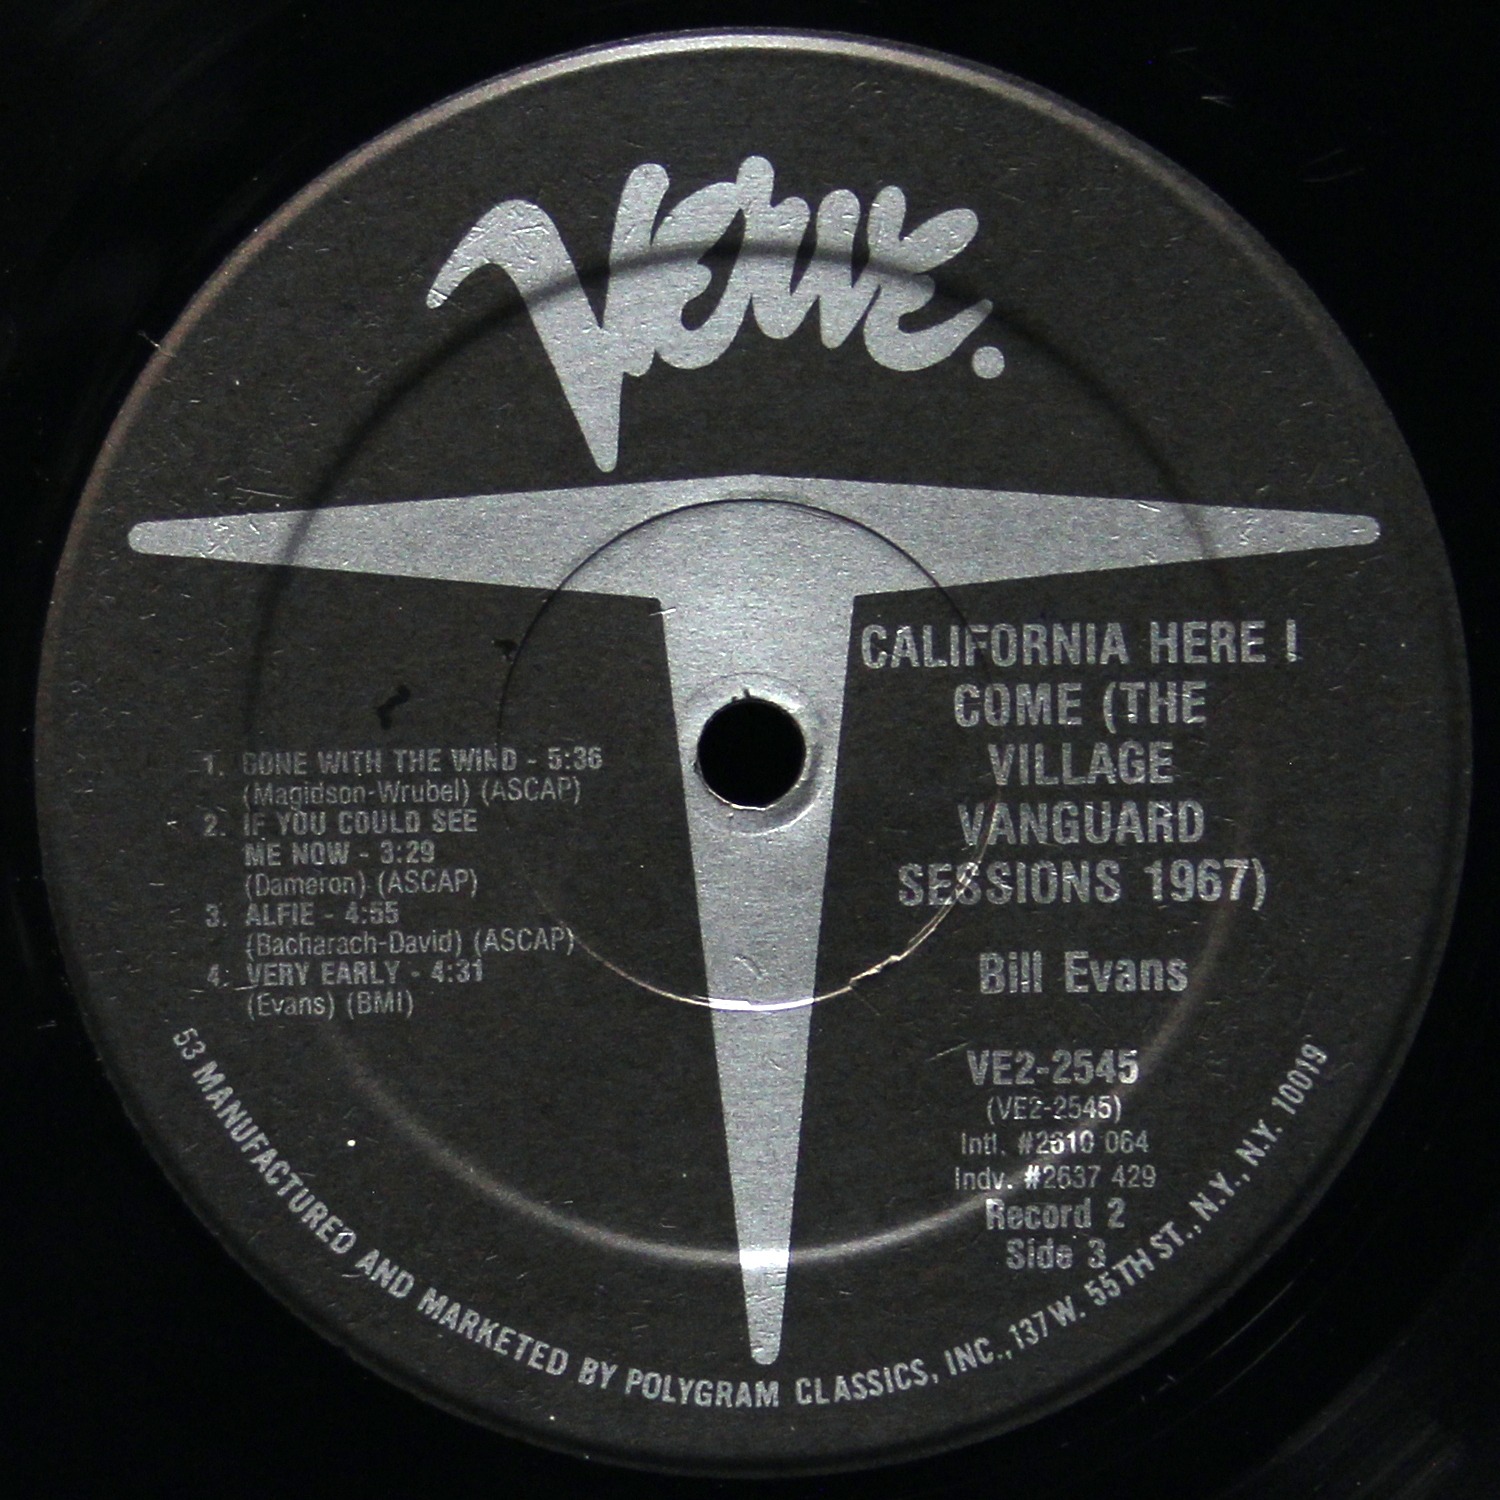 Verve.
CALIFORNIA HERE I
COME (THE
VILLAGE
VANGUARD
SESSIONS 1967)
Bill Evans
VE2-2545
(VE2-2545)
Intl. #2610 064
Indv. #2637 429
Record 2
Side 3
1. GONE WITH THE WIND - 5:36
(Magidson-Wrubel) (ASCAP)
2. IF YOU COULD SEE
ME NOW - 3:29
(Dameron) (ASCAP)
3. ALFIE - 4:55
(Bacharach-David) (ASCAP)
4. VERY EARLY - 4:31
(Evans) (BMI)
53 MANUFACTURED AND MARKETED BY POLYGRAM CLASSICS, INC., 137 W. 55TH ST., N.Y., N.Y. 10019